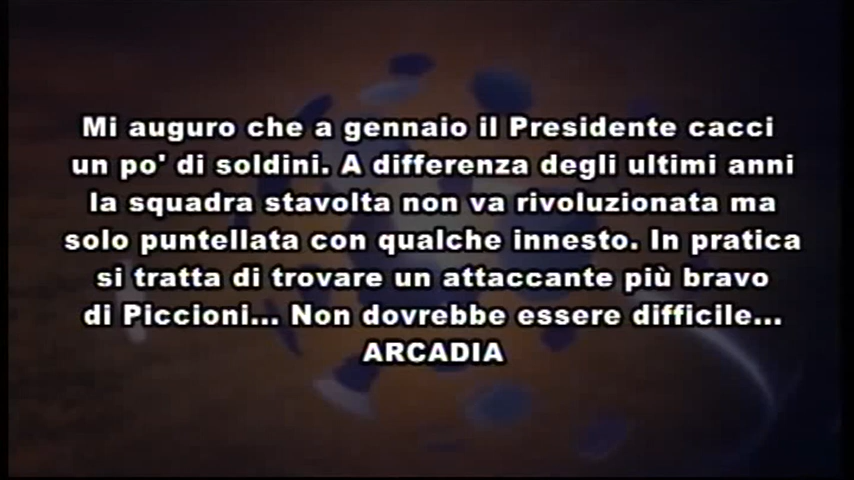 Mi auguro che a gennaio il Presidente cacci
un po' di soldini. A differenza degli ultimi anni
la squadra stavolta non va rivoluzionata ma
solo puntellata con qualche innesto. In pratica
si tratta di trovare un attaccante più bravo
di Piccioni... Non dovrebbe essere difficile...
ARCADIA